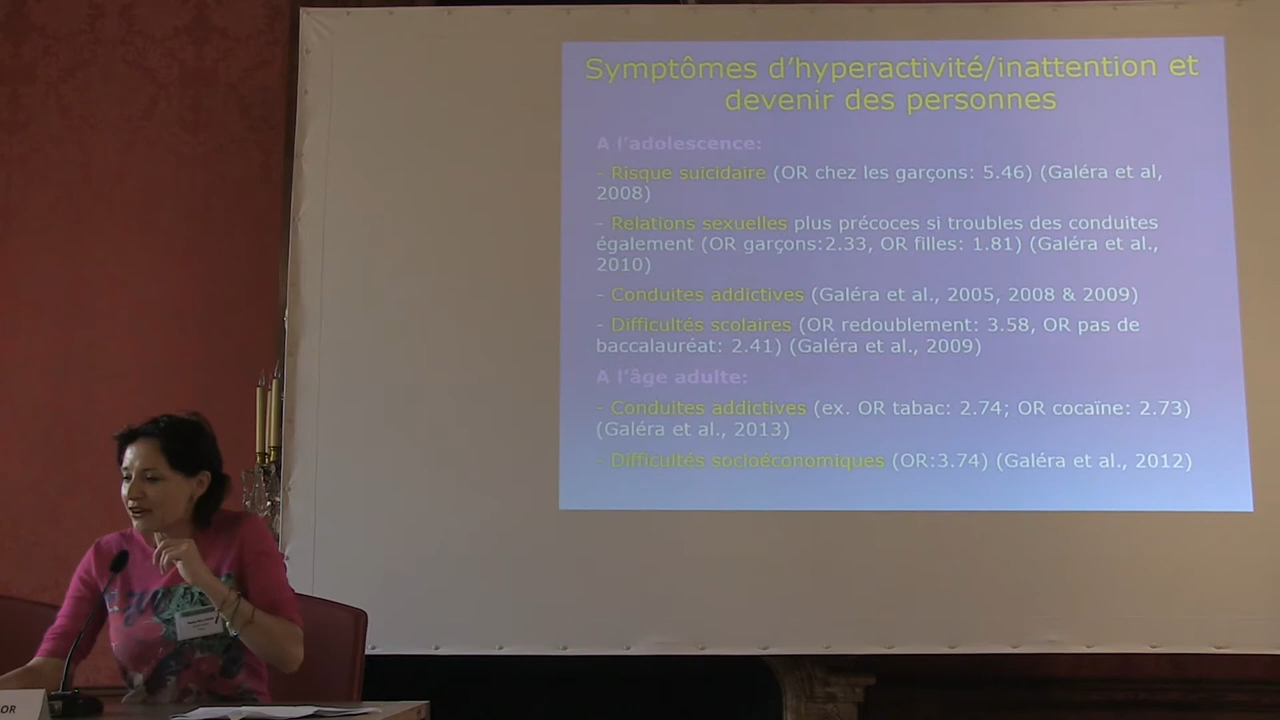 Symptômes d'hyperactivité/inattention et
devenir des personnes
A l'adolescence:
- Risque suicidaire (OR chez les garçons: 5.46) (Galéra et al,
2008)
- Relations sexuelles plus précoces si troubles des conduites
également (OR garçons:2.33, OR filles: 1.81) (Galéra et al.,
2010)
- Conduites addictives (Galéra et al., 2005, 2008 & 2009)
- Difficultés scolaires (OR redoublement: 3.58, OR pas de
baccalauréat: 2.41) (Galéra et al., 2009)
A l'âge adulte:
- Conduites addictives (ex. OR tabac: 2.74; OR cocaïne: 2.73)
(Galéra et al., 2013)
- Difficultés socioéconomiques (OR:3.74) (Galéra et al., 2012)
OR